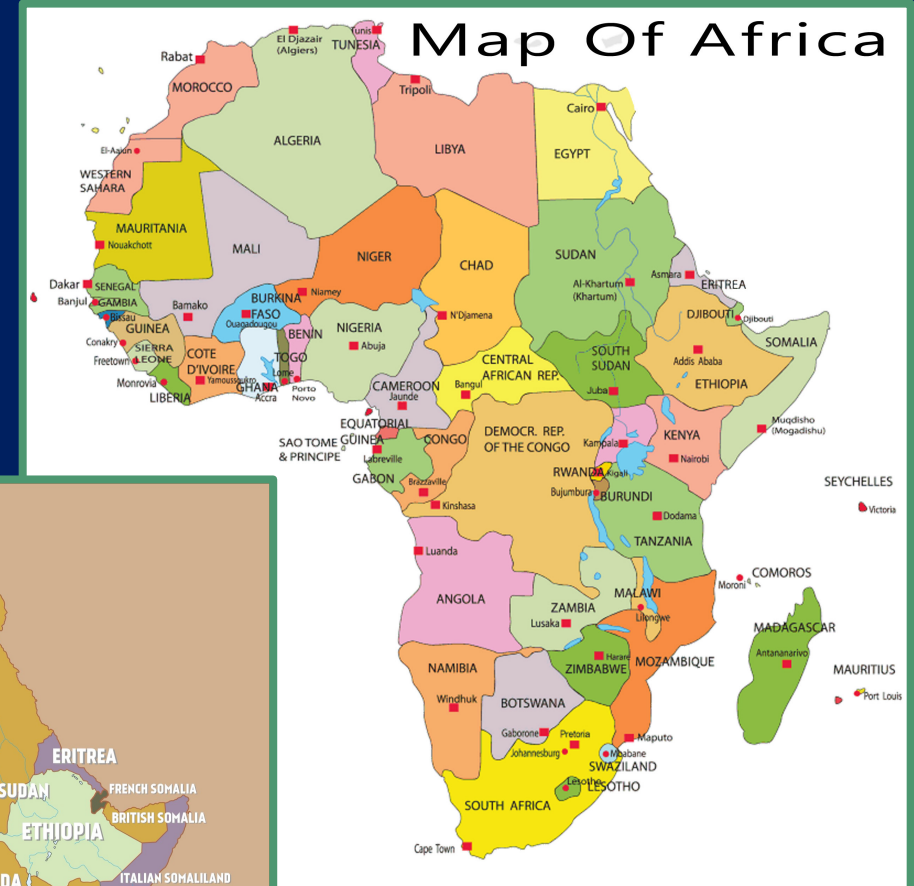 Map Of Africa
El Djazair
(Algiers)
Tunis
TUNESIA
Rabat
MOROCCO
Tripoli
Cairo
ALGERIA
LIBYA
EGYPT
El-Aajun
WESTERN
SAHARA
MAURITANIA
Nouakchott
MALI
NIGER
CHAD
SUDAN
Al-Khartum
(Khartum)
Asmara
ERITREA
Dakar
SENEGAL
Banjul
GAMBIA
Bissau
Bamako
BURKINA
FASO
Ouagadougou
Niamey
N'Djamena
DJIBOUTI
Djibouti
GUINEA
Conakry
SIERRA
LEONE
Freetown
Monrovia
LIBERIA
COTE
D'IVOIRE
Yamoussoukro
GHANA
Accra
TOGO
Lome
BENIN
Porto
Novo
NIGERIA
Abuja
CENTRAL
AFRICAN REP.
Bangul
SOUTH
SUDAN
Juba
Addis Ababa
ETHIOPIA
SOMALIA
Muqdisho
(Mogadishu)
CAMEROON
Jaunde
EQUATORIAL
GUINEA
SAO TOME
& PRINCIPE
Labreville
GABON
CONGO
Brazzaville
Kinshasa
DEMOCR. REP.
OF THE CONGO
Kampala
KENYA
Nairobi
RWANDA
Kigali
Bujumbura
BURUNDI
Dodama
TANZANIA
SEYCHELLES
Victoria
Luanda
ANGOLA
ZAMBIA
Lusaka
MALAWI
Lilongwe
COMOROS
Moroni
MADAGASCAR
Antananarivo
MAURITIUS
Port Louis
NAMIBIA
Windhuk
ZIMBABWE
Harare
MOZAMBIQUE
BOTSWANA
Gaborone
Pretoria
Johannesburg
Maputo
Mbabane
SWAZILAND
Lesotho
LESOTHO
SOUTH AFRICA
Cape Town
ERITREA
SUDAN
FRENCH SOMALIA
BRITISH SOMALIA
ETHIOPIA
ITALIAN SOMALILAND
DA